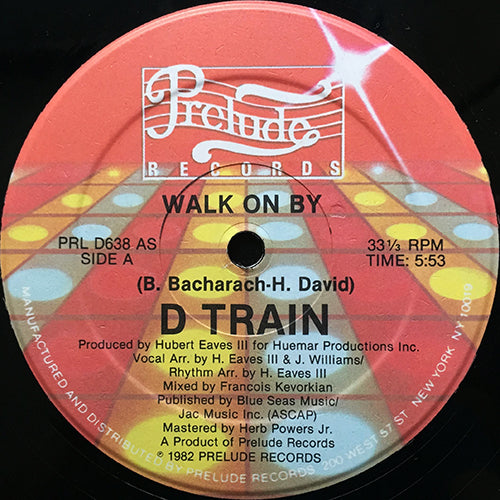 Prelude
RECORDS
WALK ON BY
PRL D638 AS
SIDE A
33⅓ RPM
TIME: 5:53
(B. Bacharach-H. David)
D TRAIN
Produced by Hubert Eaves III for Huemar Productions Inc.
Vocal Arr. by H. Eaves III & J. Williams/
Rhythm Arr. by H. Eaves III
Mixed by Francois Kevorkian
Published by Blue Seas Music/
Jac Music Inc. (ASCAP)
Mastered by Herb Powers Jr.
A Product of Prelude Records
© 1982 PRELUDE RECORDS
MANUFACTURED AND DISTRIBUTED BY PRELUDE RECORDS 200 WEST 57 ST. NEW YORK, NY 10019